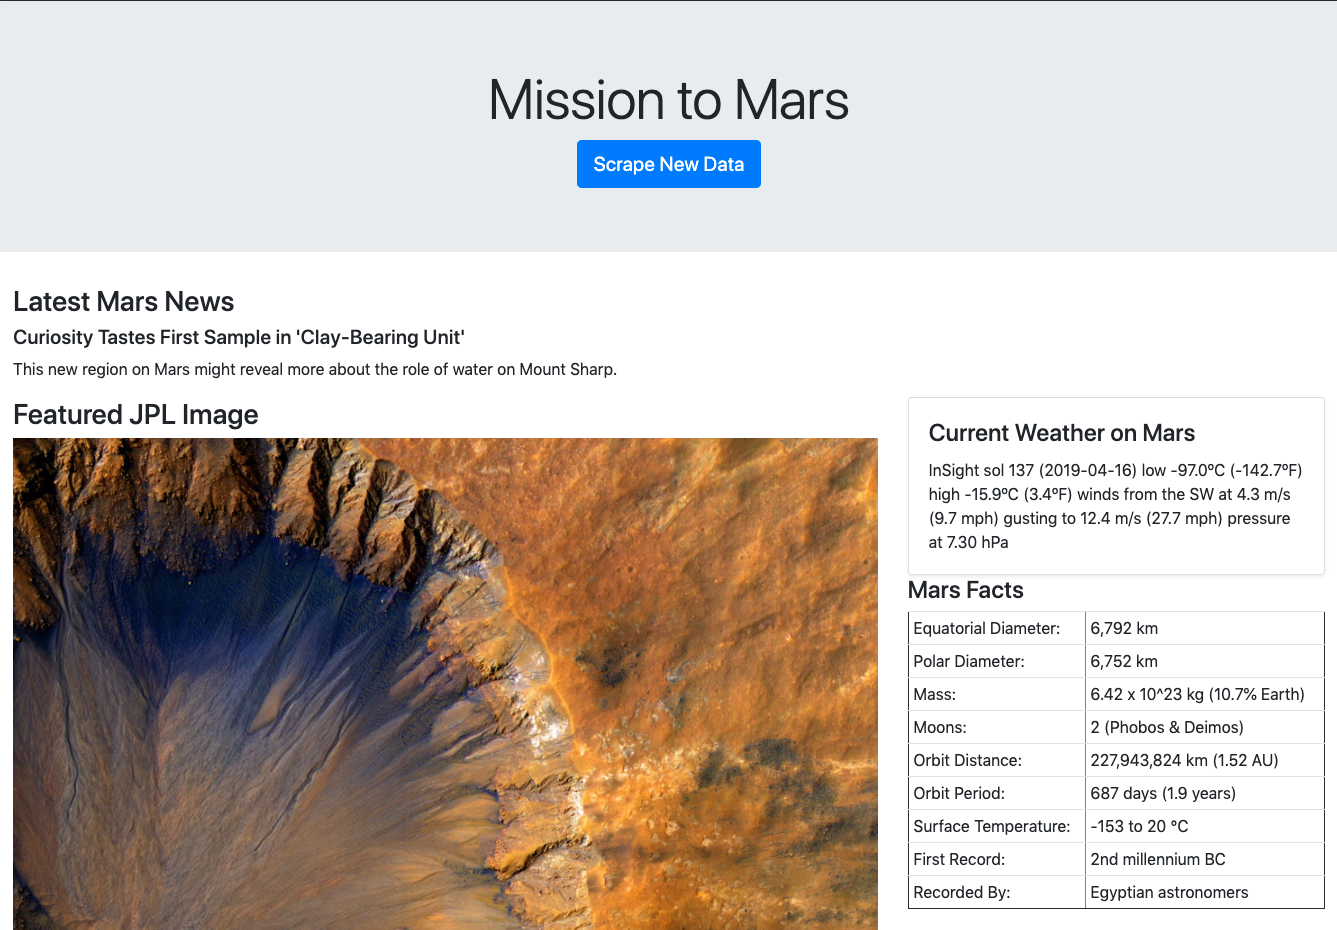 Mission to Mars
Scrape New Data
Latest Mars News
Curiosity Tastes First Sample in 'Clay-Bearing Unit'
This new region on Mars might reveal more about the role of water on Mount Sharp.
Featured JPL Image
Current Weather on Mars
InSight sol 137 (2019-04-16) low -97.0ºC (-142.7ºF)
high -15.9ºC (3.4ºF) winds from the SW at 4.3 m/s
(9.7 mph) gusting to 12.4 m/s (27.7 mph) pressure
at 7.30 hPa
Mars Facts
Equatorial Diameter: 6,792 km
Polar Diameter: 6,752 km
Mass: 6.42 x 10^23 kg (10.7% Earth)
Moons: 2 (Phobos & Deimos)
Orbit Distance: 227,943,824 km (1.52 AU)
Orbit Period: 687 days (1.9 years)
Surface Temperature: -153 to 20 °C
First Record: 2nd millennium BC
Recorded By: Egyptian astronomers